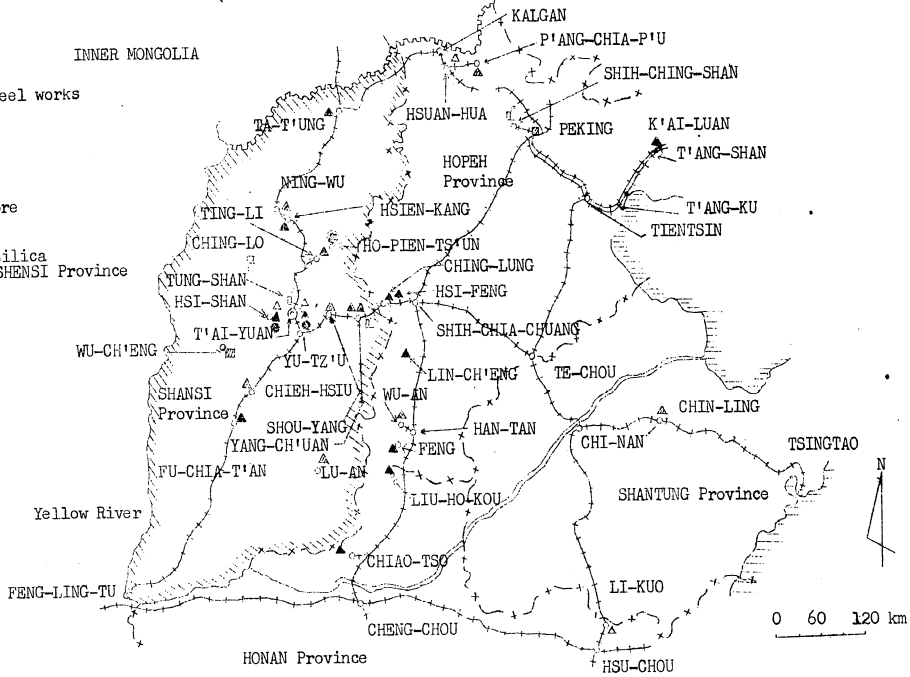 KALGAN
INNER MONGOLIA
P'ANG-CHIA-P'U
SHIH-CHING-SHAN
eel works
TA-T'UNG
HSUAN-HUA
PEKING
K'AI-LUAN
T'ANG-SHAN
HOPEH
Province
NING-WU
TING-LI
HSIEN-KANG
T'ANG-KU
TIENTSIN
re
CHING-LO
HO-PIEN-TS'UN
ilica
SHENSI Province
CHING-LUNG
TUNG-SHAN
HSI-FENG
HSI-SHAN
T'AI-YUAN
SHIH-CHIA-CHUANG
WU-CH'ENG
YU-TZ'U
TE-CHOU
LIN-CH'ENG
SHANSI
Province
CHIEH-HSIU
WU-AN
CHIN-LING
SHOU-YANG
HAN-TAN
YANG-CH'UAN
FENG
CHI-NAN
TSINGTAO
FU-CHIA-T'AN
LU-AN
N
LIU-HO-KOU
SHANTUNG Province
Yellow River
CHIAO-TSO
FENG-LING-TU
LI-KUO
0 60 120 km
CHENG-CHOU
HONAN Province
HSU-CHOU